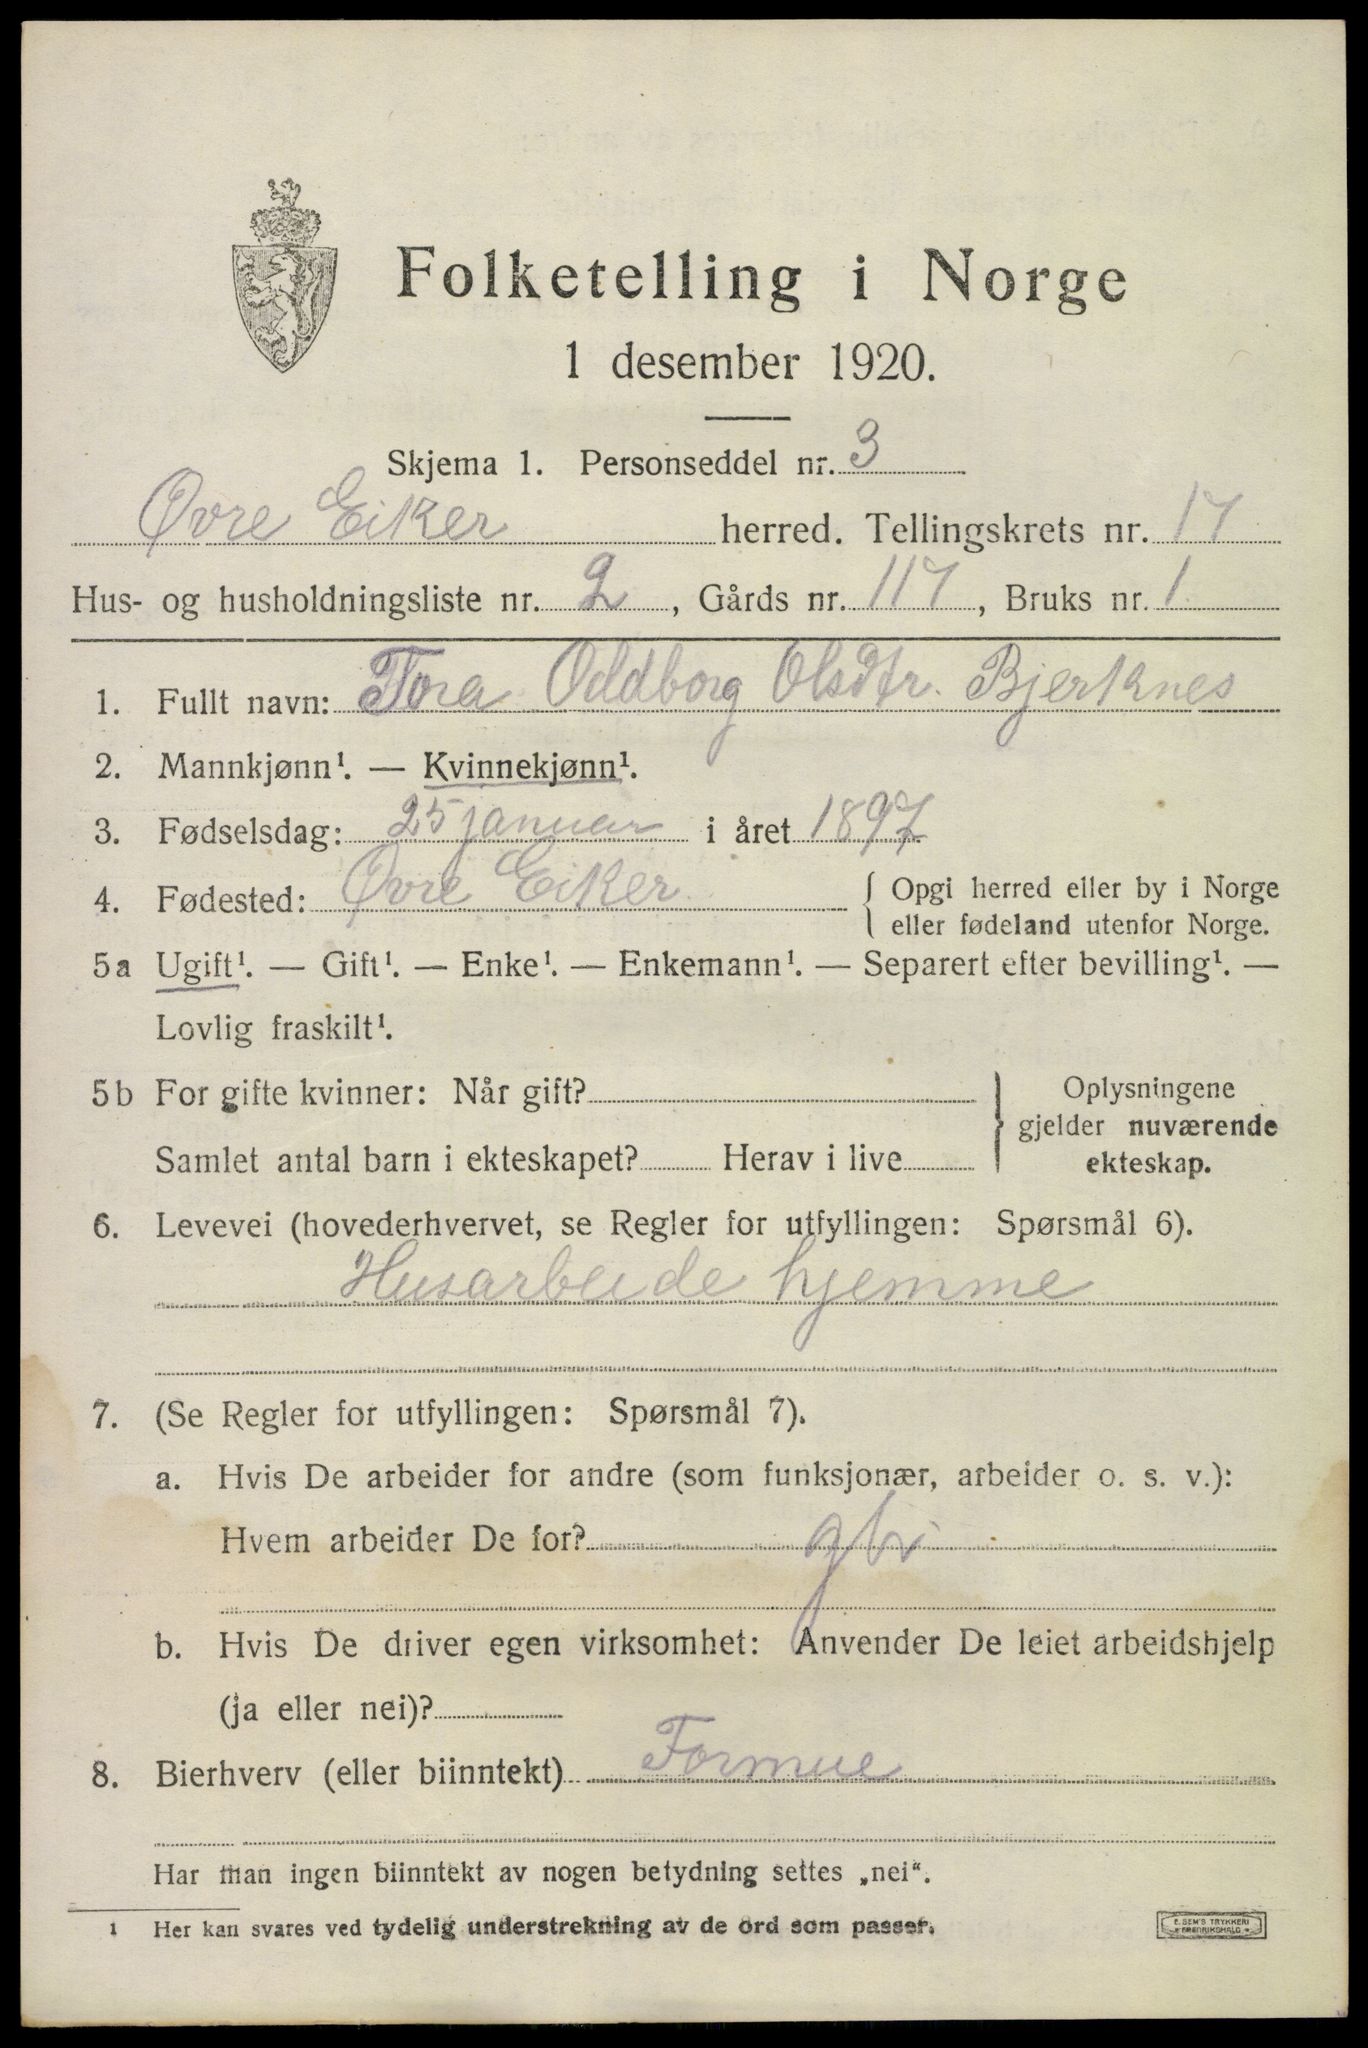 Folketelling i Norge
1 desember 1920.
Skjema 1. Personseddel nr. 3
Øvre Eiker herred. Tellingskrets nr. 17
Hus- og husholdningsliste nr. 2, Gårds nr. 117, Bruks nr. 1
1. Fullt navn: Tora Oddborg Olsdtr. Bjerknes
2. Mannkjønn¹. — Kvinnekjønn¹.
3. Fødselsdag: 25 januar i året 1897
4. Fødested: Øvre Eiker { Opgi herred eller by i Norge
eller fødeland utenfor Norge.
5a Ugift¹. — Gift¹. — Enke¹. — Enkemann¹. — Separert efter bevilling¹. —
Lovlig fraskilt¹.
5b For gifte kvinner: Når gift? } Oplysningene
gjelder nuværende
Samlet antal barn i ekteskapet? Herav i live ekteskap.
6. Levevei (hovederhvervet, se Regler for utfyllingen: Spørsmål 6).
Husarbeide hjemme
7. (Se Regler for utfyllingen: Spørsmål 7).
a. Hvis De arbeider for andre (som funksjonær, arbeider o. s. v.):
Hvem arbeider De for?
b. Hvis De driver egen virksomhet: Anvender De leiet arbeidshjelp
(ja eller nei)?
8. Bierhverv (eller biinntekt) Formue
Har man ingen biinntekt av nogen betydning settes „nei“.
1 Her kan svares ved tydelig understrekning av de ord som passer.
E. SEM'S TRYKKERI
FREDRIKSHALD